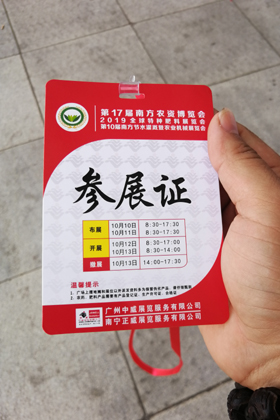 第17届南方农资博览会
2019全球特种肥料展览会
第10届南方节水灌溉暨农业机械展览会
参展证
布展 10月10日 8:30-17:30
10月11日 8:30-17:30
开展 10月12日 8:30-17:00
10月13日 8:30-14:00
撤展 10月13日 14:00-17:30
温馨提示
广州中威展览服务有限公司
南宁正威展览服务有限公司